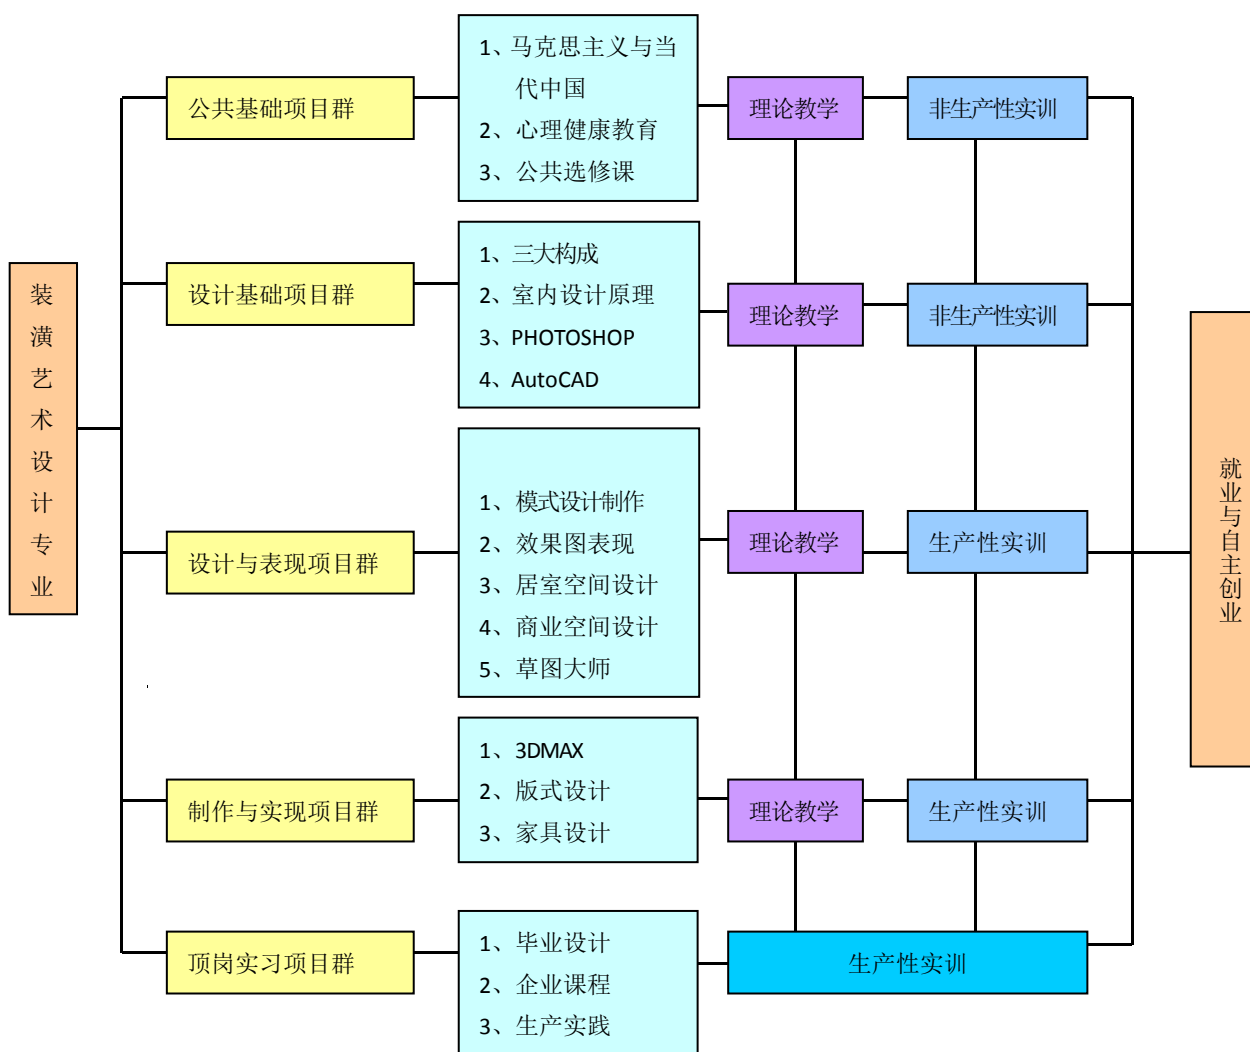 装潢艺术设计专业
公共基础项目群
1、马克思主义与当
代中国
2、心理健康教育
3、公共选修课
理论教学
非生产性实训
设计基础项目群
1、三大构成
2、室内设计原理
3、PHOTOSHOP
4、AutoCAD
理论教学
非生产性实训
设计与表现项目群
1、模式设计制作
2、效果图表现
3、居室空间设计
4、商业空间设计
5、草图大师
理论教学
生产性实训
制作与实现项目群
1、3DMAX
2、版式设计
3、家具设计
理论教学
生产性实训
顶岗实习项目群
1、毕业设计
2、企业课程
3、生产实践
生产性实训
就业与自主创业